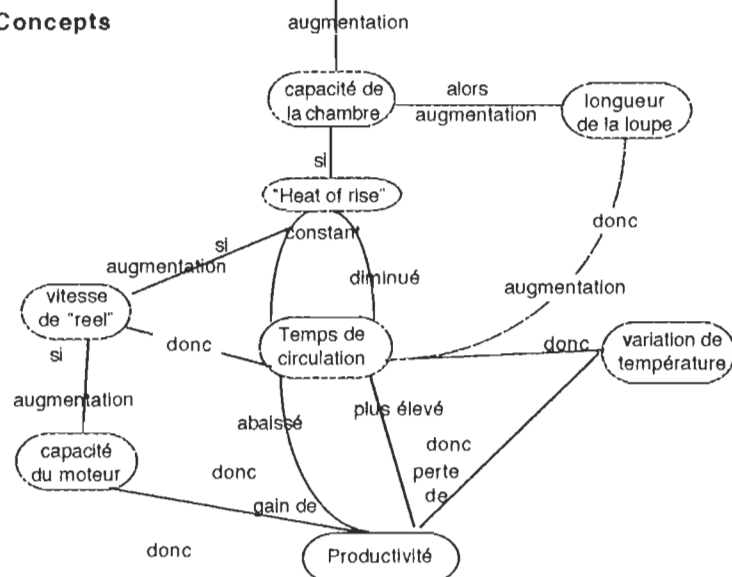 Concepts
augmentation
capacité de
la chambre
alors
augmentation
longueur
de la loupe
si
"Heat of rise"
constant
si
augmentation
diminué
donc
augmentation
vitesse
de "reel"
si
donc
Temps de
circulation
donc
variation de
température
augmentation
abaissé
plus élevé
capacité
du moteur
donc
donc
perte
de
gain de
donc
Productivité